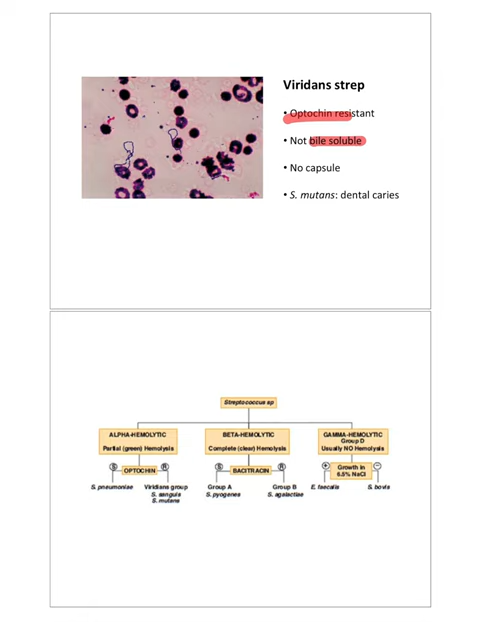 Viridans strep
• Optochin resistant
• Not bile soluble
• No capsule
• S. mutans: dental caries
Streptococcus sp
ALPHA-HEMOLYTIC
Partial (green) Hemolysis
BETA-HEMOLYTIC
Complete (clear) Hemolysis
GAMMA-HEMOLYTIC
Group D
Usually NO Hemolysis
S OPTOCHIN R
S BACITRACIN R
+ Growth in 6.5% NaCl −
S. pneumoniae
Viridians group
S. sanguis
S. mutans
Group A
S. pyogenes
Group B
S. agalactiae
E. faecalis
S. bovis